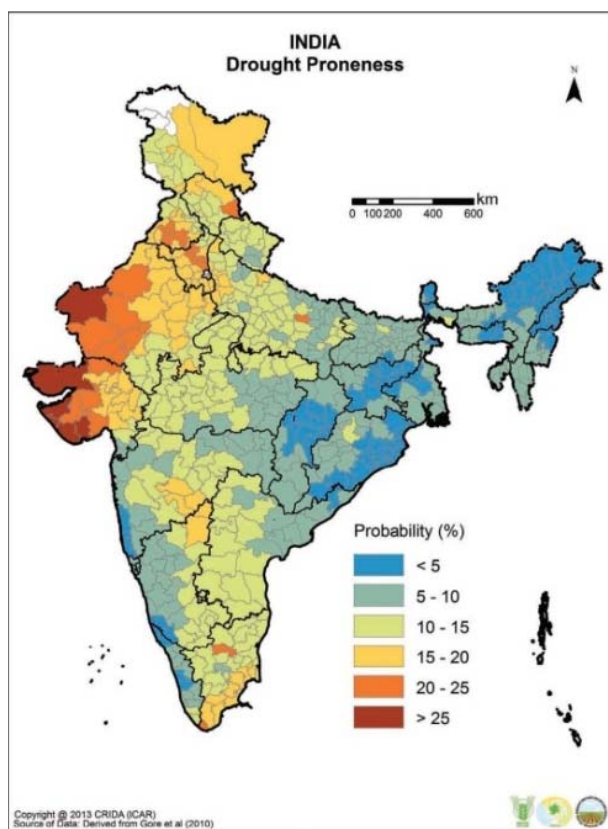 INDIA
Drought Proneness
N
km
0 100 200 400 600
Probability (%)
< 5
5 - 10
10 - 15
15 - 20
20 - 25
> 25
Copyright @ 2013 CRIDA (ICAR)
Source of Data: Derived from Gore et al (2010)